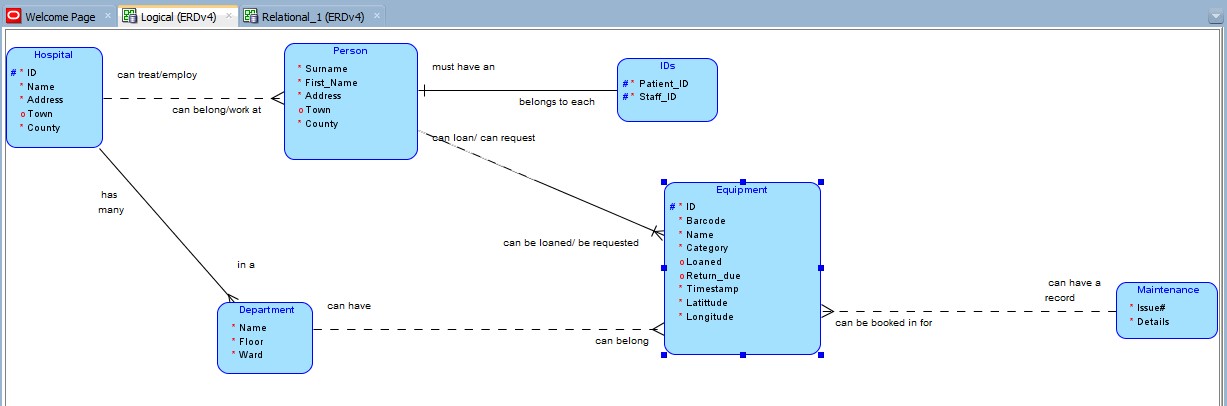 Welcome Page
Logical (ERDv4)
Relational_1 (ERDv4)
Hospital
# * ID
* Name
* Address
o Town
* County
can treat/employ
can belong/work at
Person
* Surname
* First_Name
* Address
o Town
* County
must have an
belongs to each
IDs
# * Patient_ID
# * Staff_ID
can loan/ can request
can be loaned/ be requested
has
many
in a
Equipment
# * ID
* Barcode
* Name
* Category
o Loaned
o Return_due
* Timestamp
* Latittude
* Longitude
Department
* Name
* Floor
* Ward
can have
can belong
can have a
record
can be booked in for
Maintenance
* Issue#
* Details